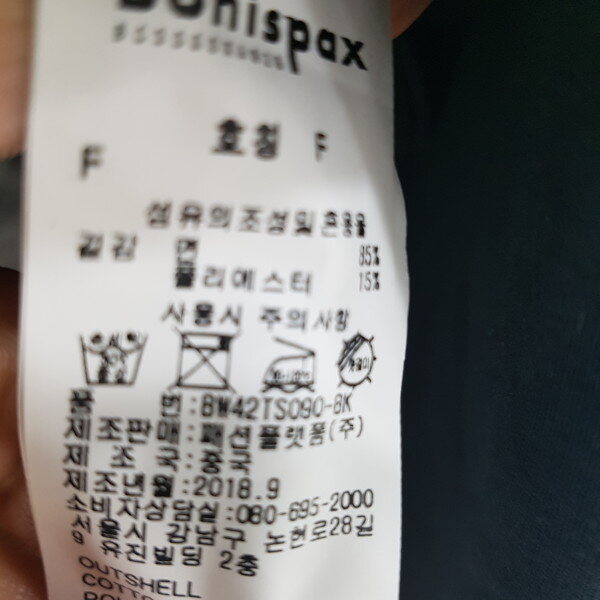 호칭 F
F
섬유의 조성 및 혼용율
겉감 면 85%
폴리에스터 15%
사용시 주의사항
품 번:BW42TS090-BK
제조판매:패션플랫폼(주)
제 조 국:중국
제조년월:2018.9
소비자상담실:080-695-2000
서울시 강남구 논현로28길
9 유진빌딩 2층
OUTSHELL